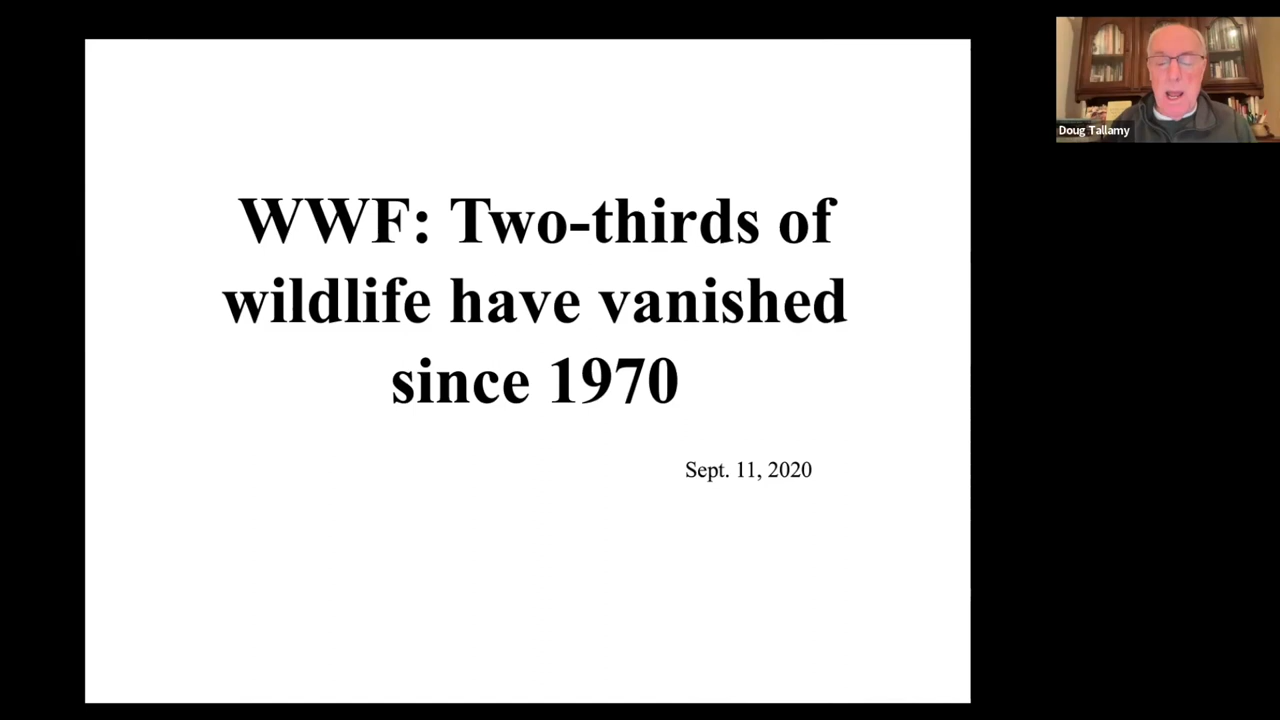 WWF: Two-thirds of
wildlife have vanished
since 1970
Sept. 11, 2020
Doug Tallamy